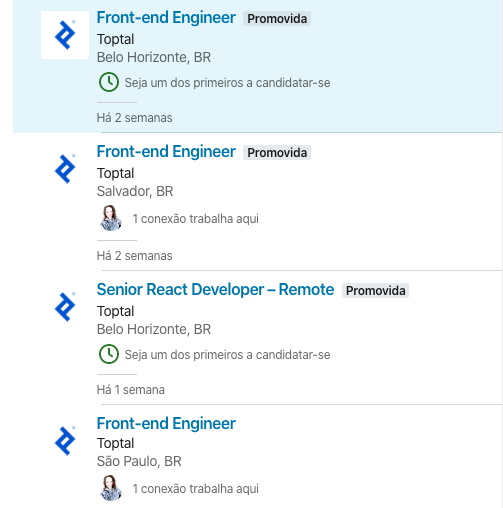 Front-end Engineer Promovida
Toptal
Belo Horizonte, BR
Seja um dos primeiros a candidatar-se
Há 2 semanas
Front-end Engineer Promovida
Toptal
Salvador, BR
1 conexão trabalha aqui
Há 2 semanas
Senior React Developer – Remote Promovida
Toptal
Belo Horizonte, BR
Seja um dos primeiros a candidatar-se
Há 1 semana
Front-end Engineer
Toptal
São Paulo, BR
1 conexão trabalha aqui